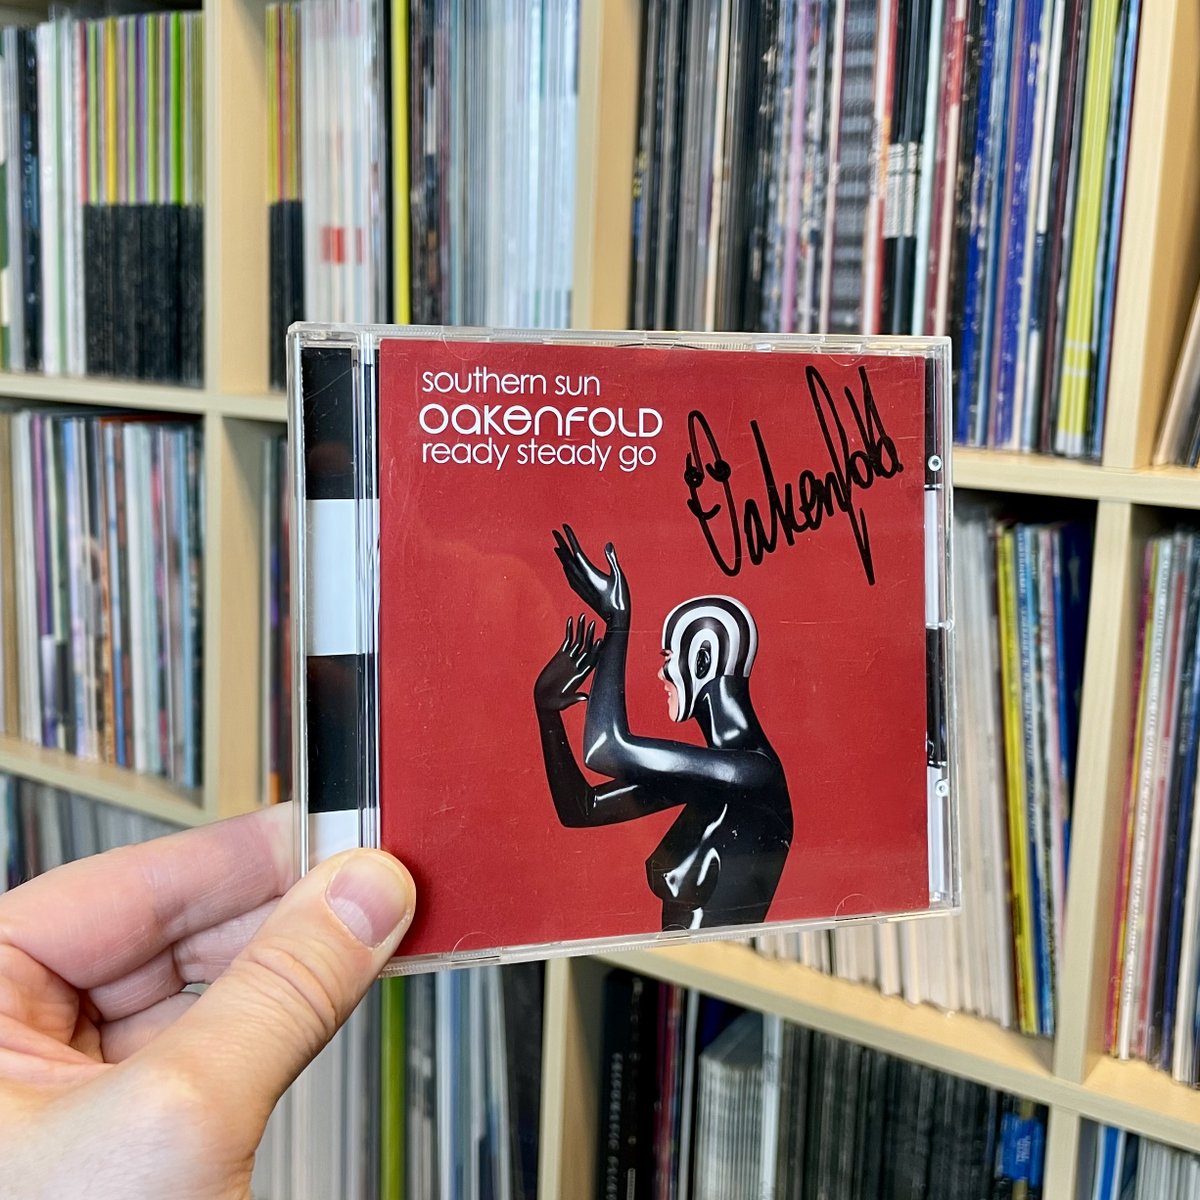 southern sun
OAKENFOLD
ready steady go
Oakenfold